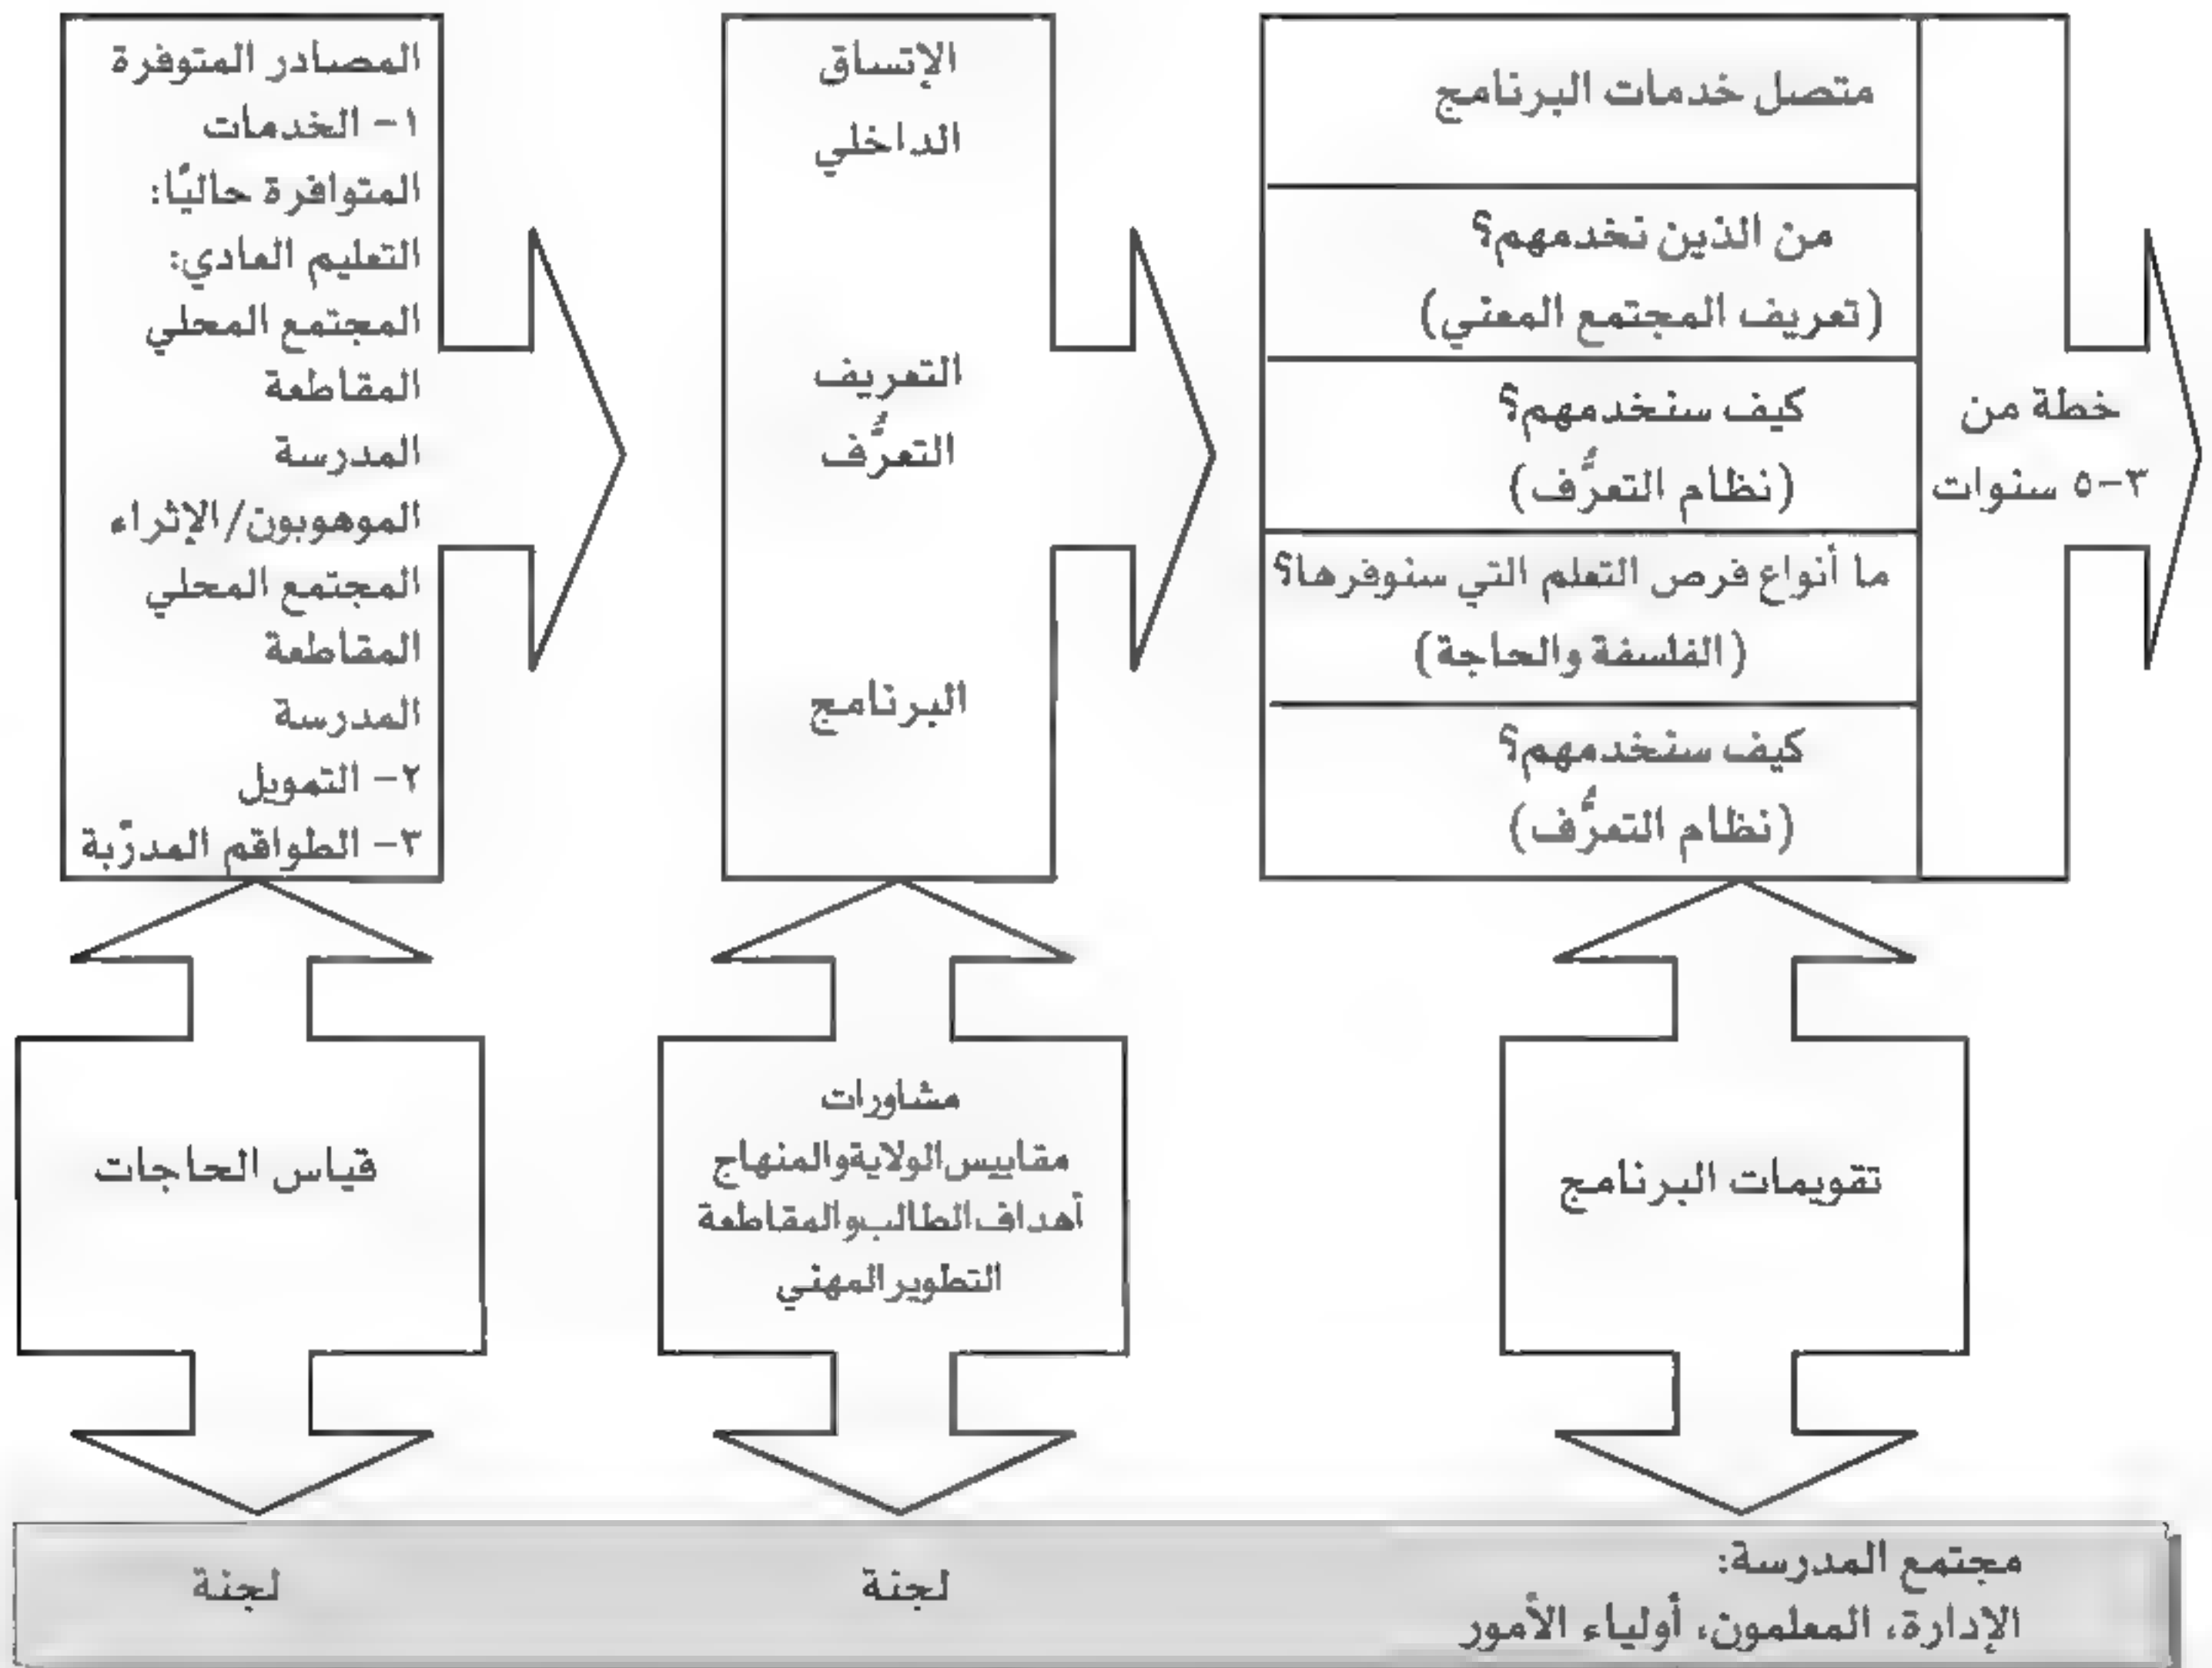 المصادر المتوفرة
١- الخدمات
المتوافرة حاليًا:
التعليم العادي:
المجتمع المحلي
المقاطعة
المدرسة
الموهوبون/الإثراء
المجتمع المحلي
المقاطعة
المدرسة
٢- التمويل
٣- الطواقم المدرّبة
الإتساق
الداخلي
التعريف
التعرُّف
البرنامج
متصل خدمات البرنامج
من الذين نخدمهم؟
(تعريف المجتمع المعني)
كيف سنخدمهم؟
(نظام التعرُّف)
ما أنواع فرص التعلم التي سنوفرها؟
(الفلسفة والحاجة)
كيف سنخدمهم؟
(نظام التعرُّف)
خطة من
٣-٥ سنوات
قياس الحاجات
مشاورات
مقاييس الولاية والمنهاج
أهداف الطالب والمقاطعة
التطوير المهني
تقويمات البرنامج
لجنة
لجنة
مجتمع المدرسة:
الإدارة، المعلمون، أولياء الأمور